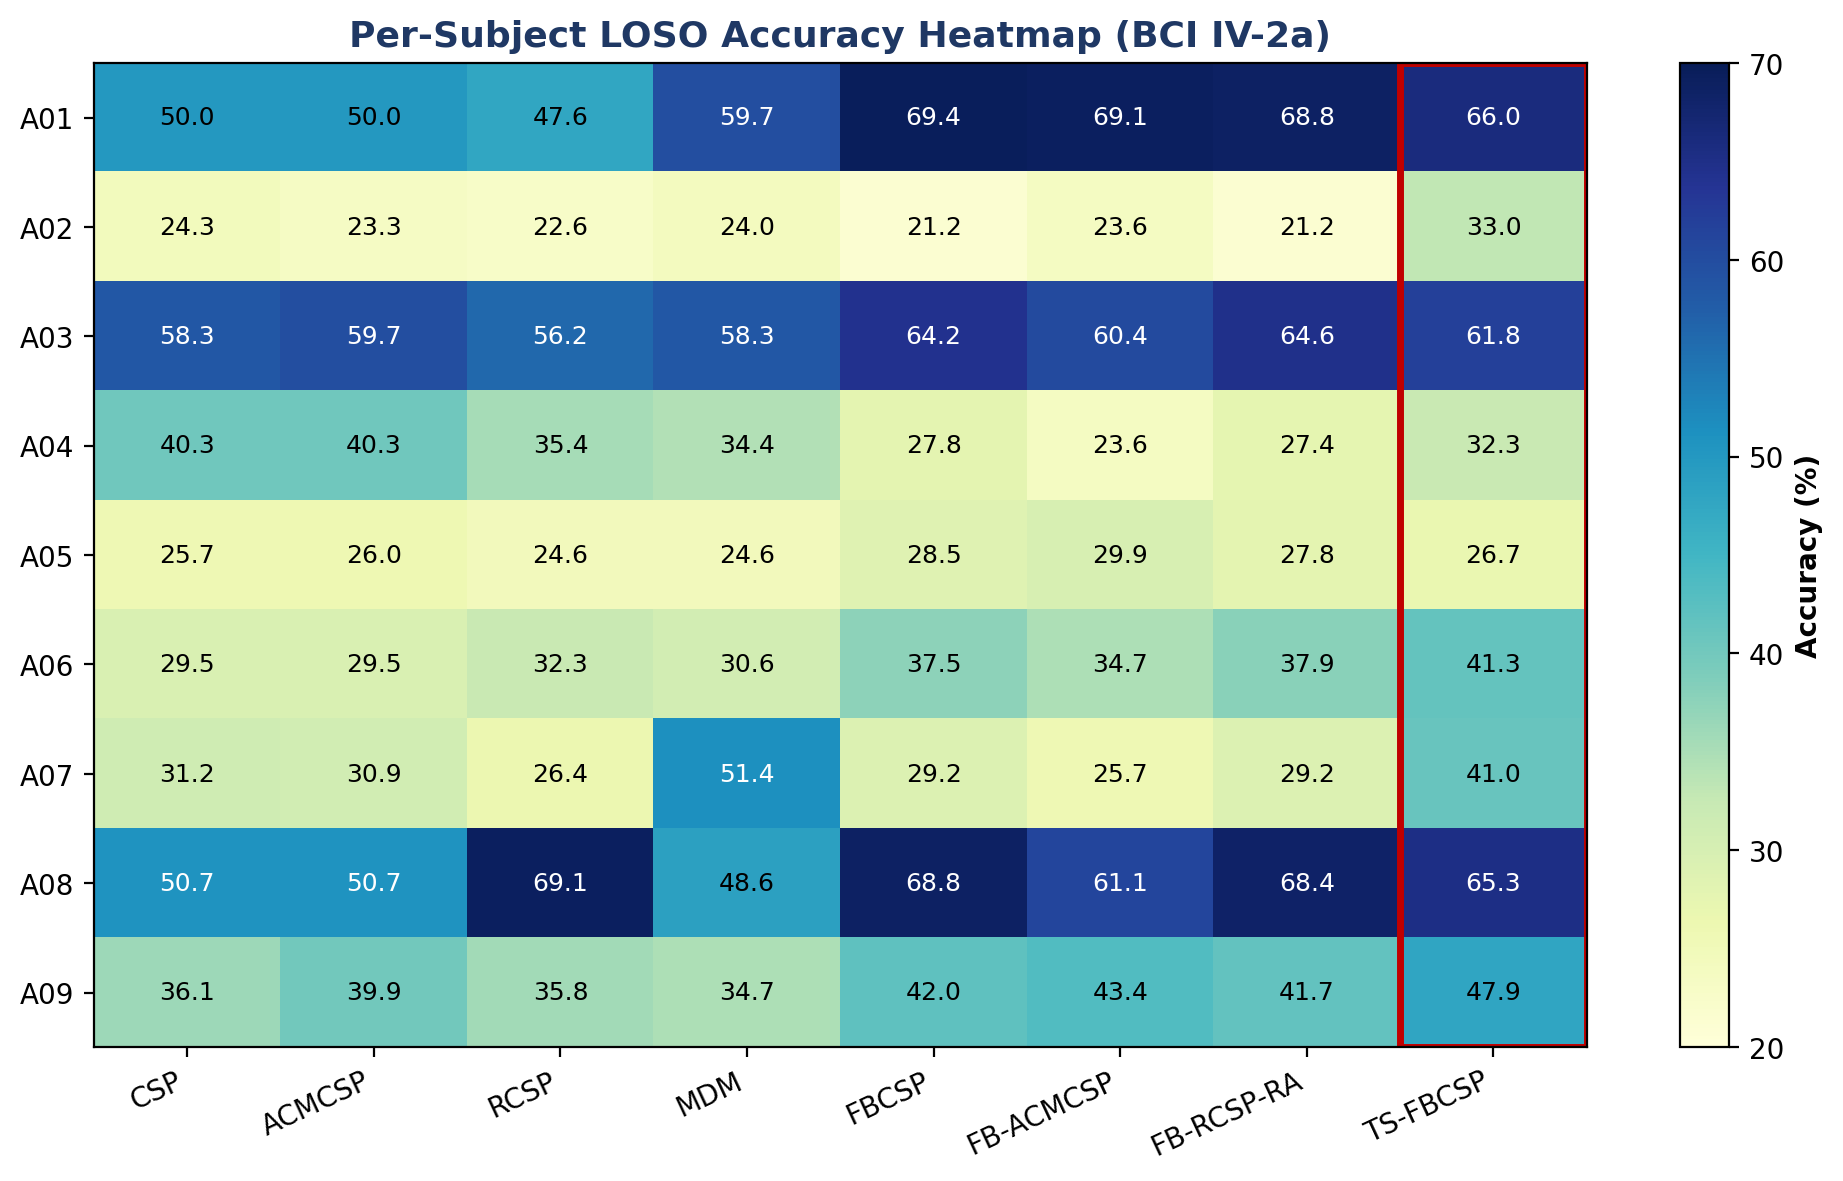 Per-Subject LOSO Accuracy Heatmap (BCI IV-2a)
A01 50.0 50.0 47.6 59.7 69.4 69.1 68.8 66.0
A02 24.3 23.3 22.6 24.0 21.2 23.6 21.2 33.0
A03 58.3 59.7 56.2 58.3 64.2 60.4 64.6 61.8
A04 40.3 40.3 35.4 34.4 27.8 23.6 27.4 32.3
A05 25.7 26.0 24.6 24.6 28.5 29.9 27.8 26.7
A06 29.5 29.5 32.3 30.6 37.5 34.7 37.9 41.3
A07 31.2 30.9 26.4 51.4 29.2 25.7 29.2 41.0
A08 50.7 50.7 69.1 48.6 68.8 61.1 68.4 65.3
A09 36.1 39.9 35.8 34.7 42.0 43.4 41.7 47.9
CSP ACMCSP RCSP MDM FBCSP FB-ACMCSP FB-RCSP-RA TS-FBCSP
70
60
50
40
30
20
Accuracy (%)